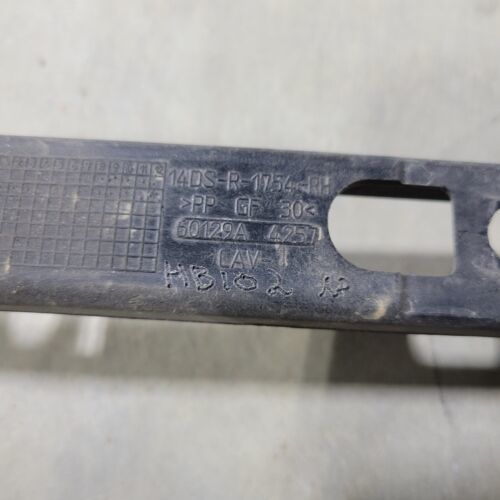 14DS-R-1754-RH
>PP GF 30<
60129A 4257
CAV 1
HB102